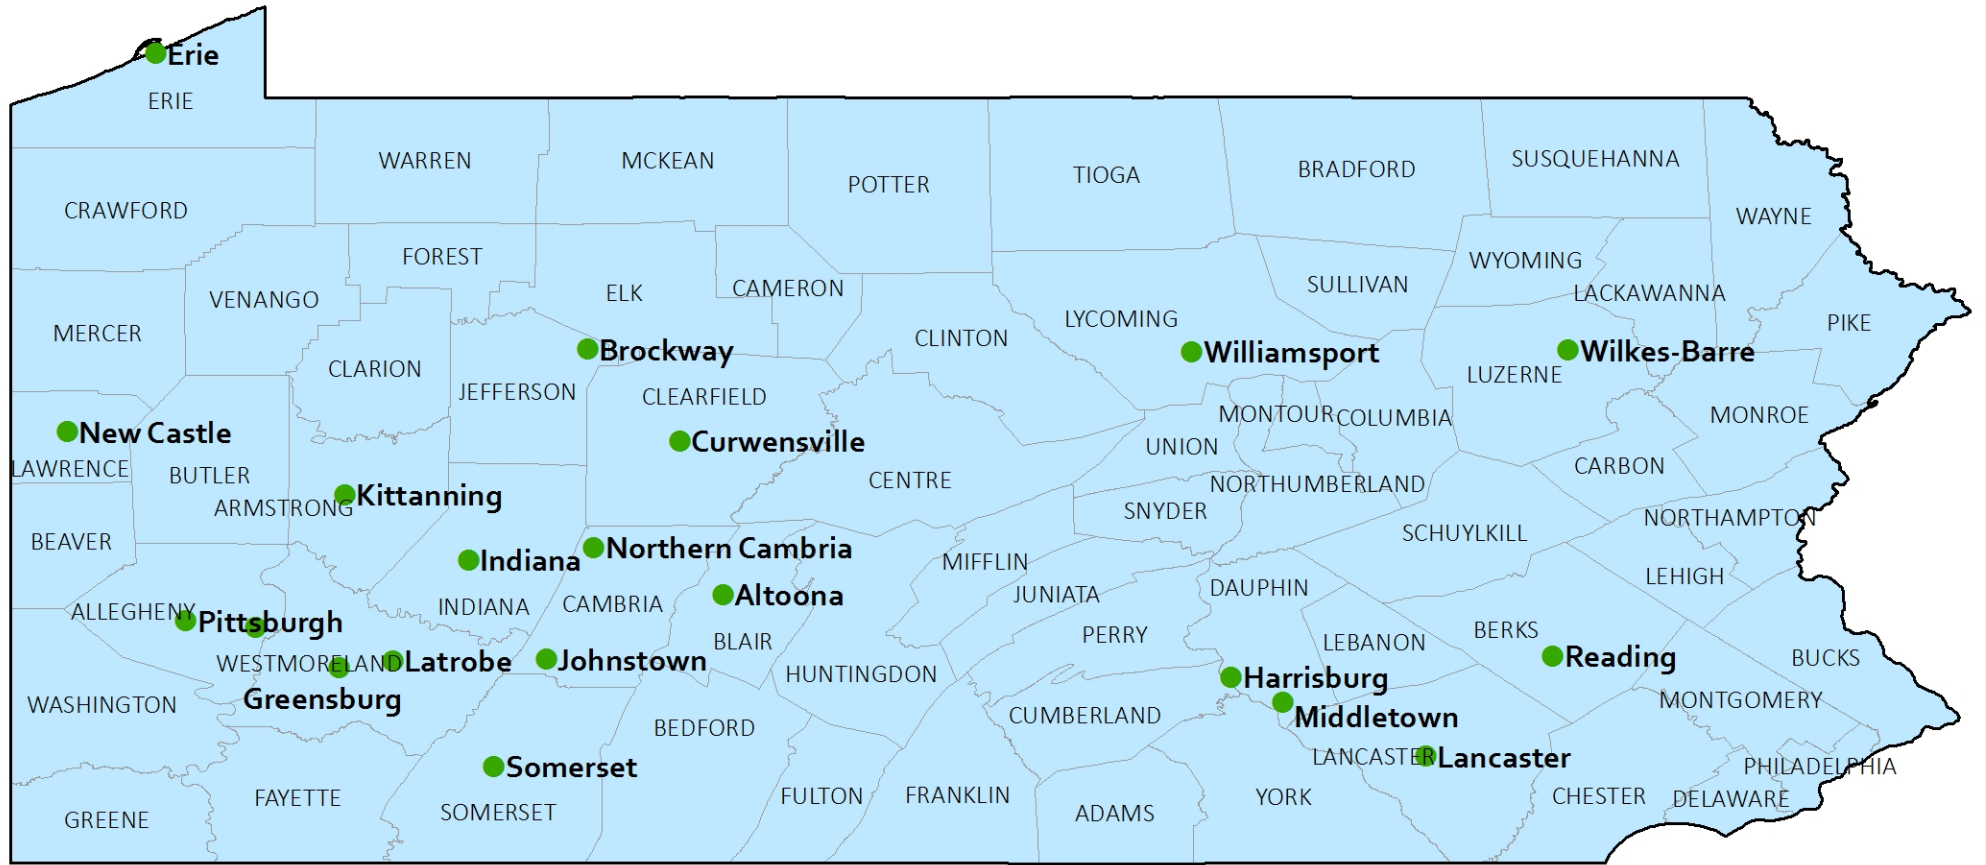 Erie
ERIE
WARREN
MCKEAN
SUSQUEHANNA
BRADFORD
TIOGA
POTTER
CRAWFORD
WAYNE
FOREST
WYOMING
SULLIVAN
CAMERON
ELK
VENANGO
LACKAWANNA
LYCOMING
PIKE
MERCER
CLINTON
Brockway
Williamsport
Wilkes-Barre
CLARION
LUZERNE
JEFFERSON
CLEARFIELD
MONTOUR
COLUMBIA
MONROE
New Castle
Curwensville
UNION
LAWRENCE
BUTLER
CARBON
CENTRE
NORTHUMBERLAND
Kittanning
ARMSTRONG
SNYDER
NORTHAMPTON
SCHUYLKILL
BEAVER
Northern Cambria
Indiana
MIFFLIN
LEHIGH
DAUPHIN
JUNIATA
Altoona
INDIANA
CAMBRIA
ALLEGHENY
Pittsburgh
BERKS
PERRY
BLAIR
LEBANON
Reading
BUCKS
WESTMORELAND
Latrobe
Johnstown
HUNTINGDON
Harrisburg
Greensburg
MONTGOMERY
WASHINGTON
CUMBERLAND
Middletown
BEDFORD
LANCASTER
Lancaster
Somerset
PHILADELPHIA
FAYETTE
FULTON
FRANKLIN
YORK
CHESTER
DELAWARE
SOMERSET
ADAMS
GREENE